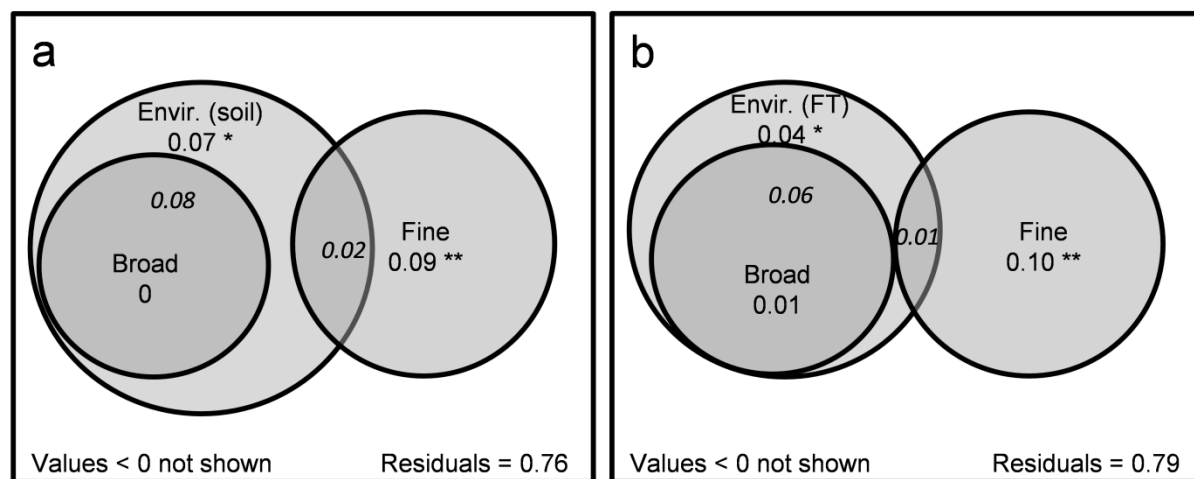 a
Envir. (soil)
0.07 *
0.08
Broad
0
0.02
Fine
0.09 **
Values < 0 not shown
Residuals = 0.76
b
Envir. (FT)
0.04 *
0.06
Broad
0.01
0.01
Fine
0.10 **
Values < 0 not shown
Residuals = 0.79